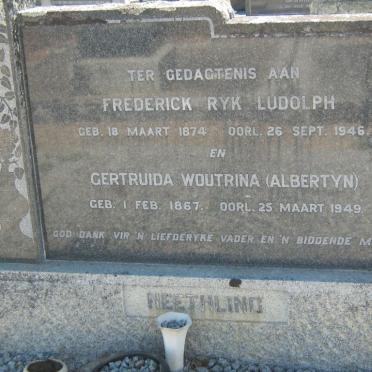 TER GEDAGTENIS AAN
FREDERICK RYK LUDOLPH
GEB. 18 MAART 1874 OORL. 26 SEPT. 1946.
EN
GERTRUIDA WOUTRINA (ALBERTYN)
GEB. 1 FEB. 1867. OORL. 25 MAART 1949.
GOD DANK VIR 'N LIEFDERYKE VADER EN 'N BIDDENDE
NEETHLING